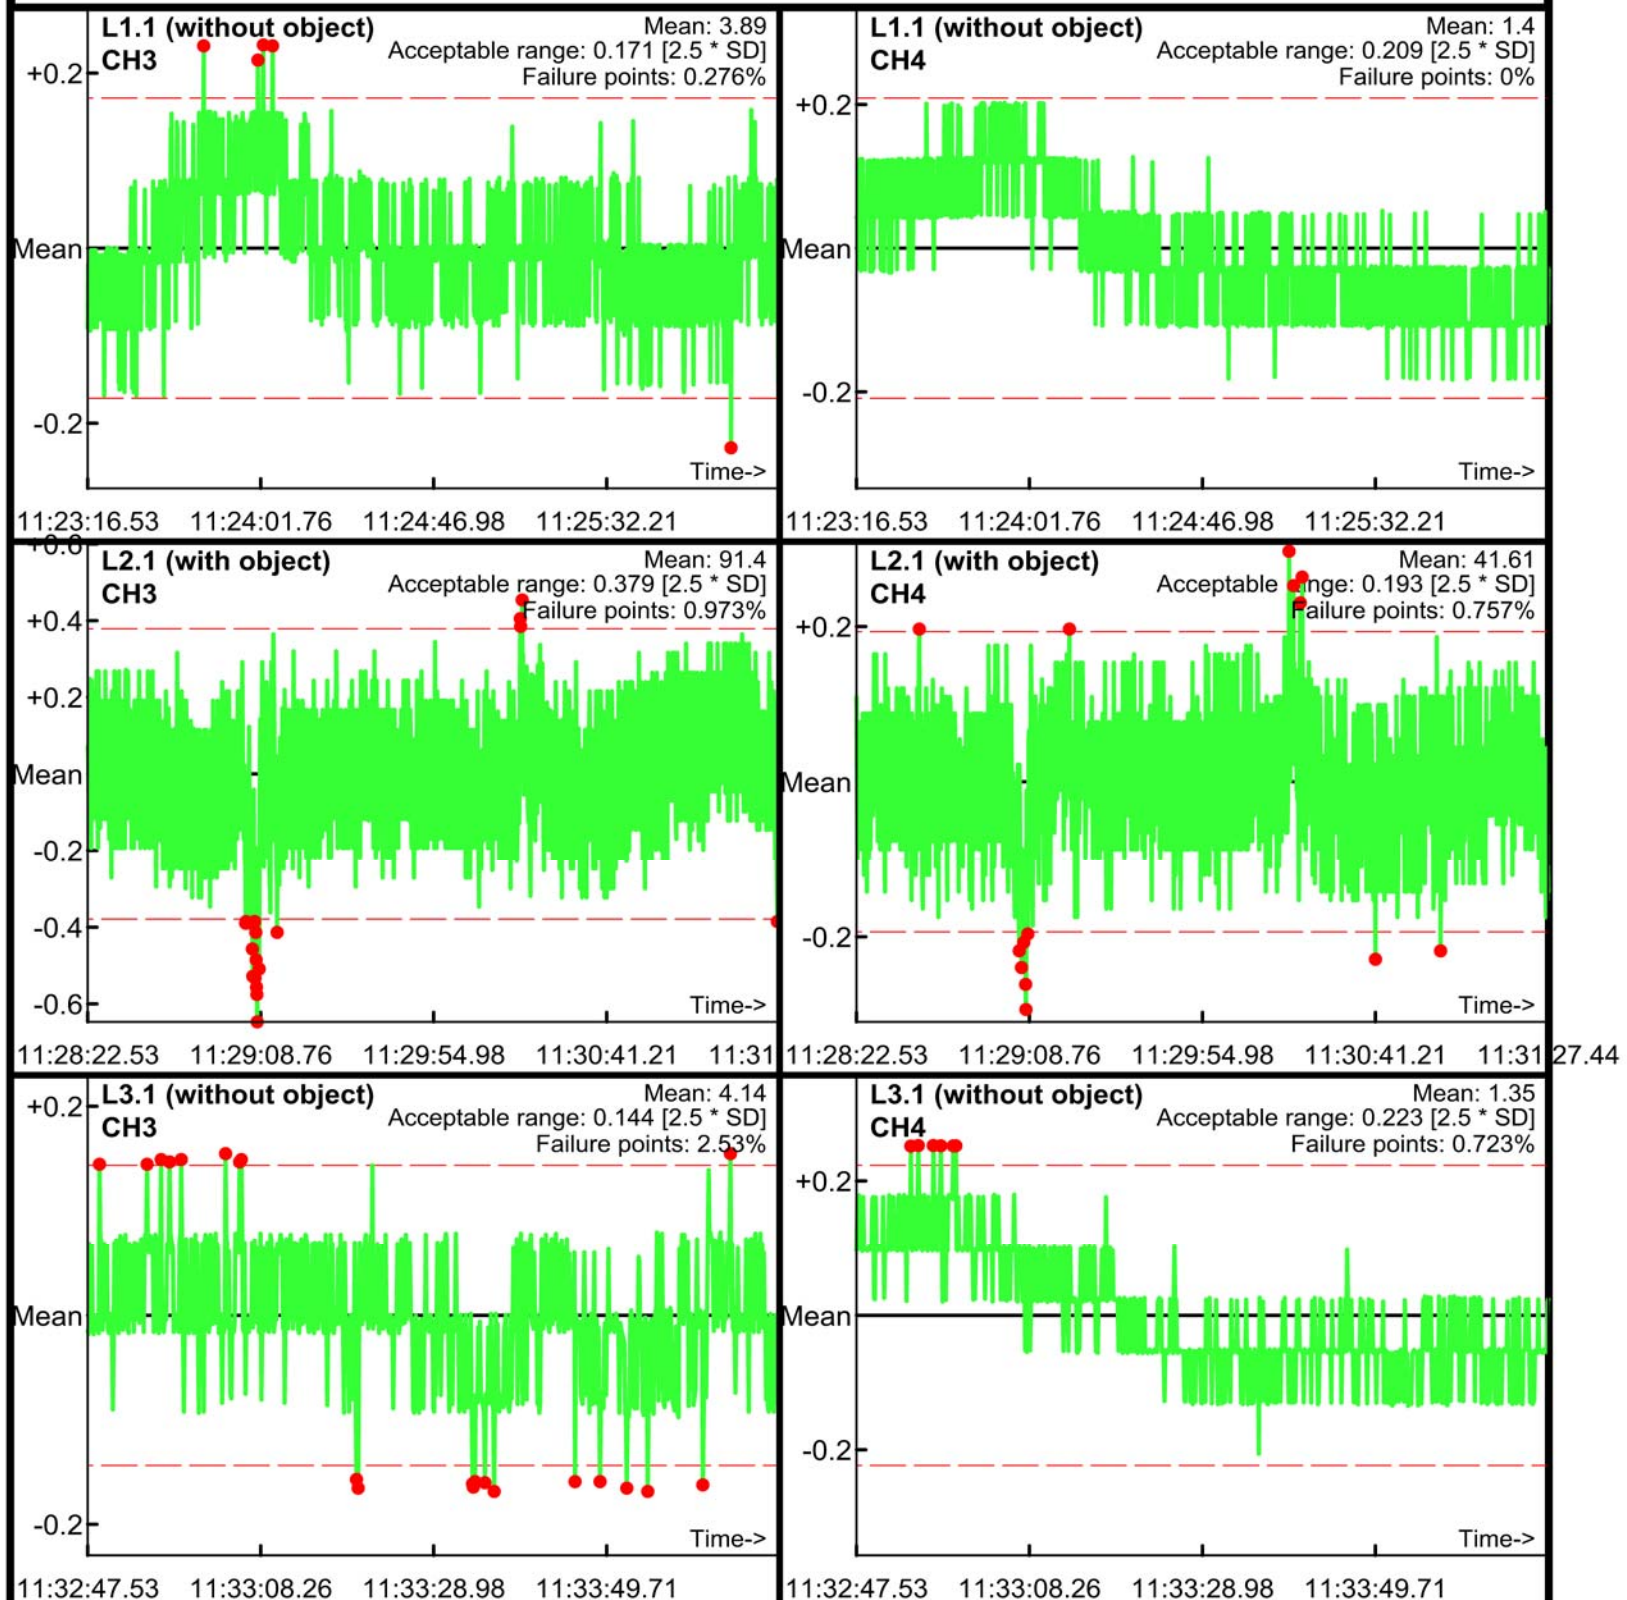 L1.1 (without object)
CH3
Mean: 3.89
Acceptable range: 0.171 [2.5 * SD]
Failure points: 0.276%
+0.2
Mean
-0.2
Time->
11:23:16.53 11:24:01.76 11:24:46.98 11:25:32.21
L1.1 (without object)
CH4
Mean: 1.4
Acceptable range: 0.209 [2.5 * SD]
Failure points: 0%
+0.2
Mean
-0.2
Time->
11:23:16.53 11:24:01.76 11:24:46.98 11:25:32.21
+0.6
L2.1 (with object)
CH3
Mean: 91.4
Acceptable range: 0.379 [2.5 * SD]
Failure points: 0.973%
+0.4
+0.2
Mean
-0.2
-0.4
-0.6
Time->
11:28:22.53 11:29:08.76 11:29:54.98 11:30:41.21 11:31
L2.1 (with object)
CH4
Mean: 41.61
Acceptable range: 0.193 [2.5 * SD]
Failure points: 0.757%
+0.2
Mean
-0.2
Time->
11:28:22.53 11:29:08.76 11:29:54.98 11:30:41.21 11:31:27.44
L3.1 (without object)
CH3
Mean: 4.14
Acceptable range: 0.144 [2.5 * SD]
Failure points: 2.53%
+0.2
Mean
-0.2
Time->
11:32:47.53 11:33:08.26 11:33:28.98 11:33:49.71
L3.1 (without object)
CH4
Mean: 1.35
Acceptable range: 0.223 [2.5 * SD]
Failure points: 0.723%
+0.2
Mean
-0.2
Time->
11:32:47.53 11:33:08.26 11:33:28.98 11:33:49.71